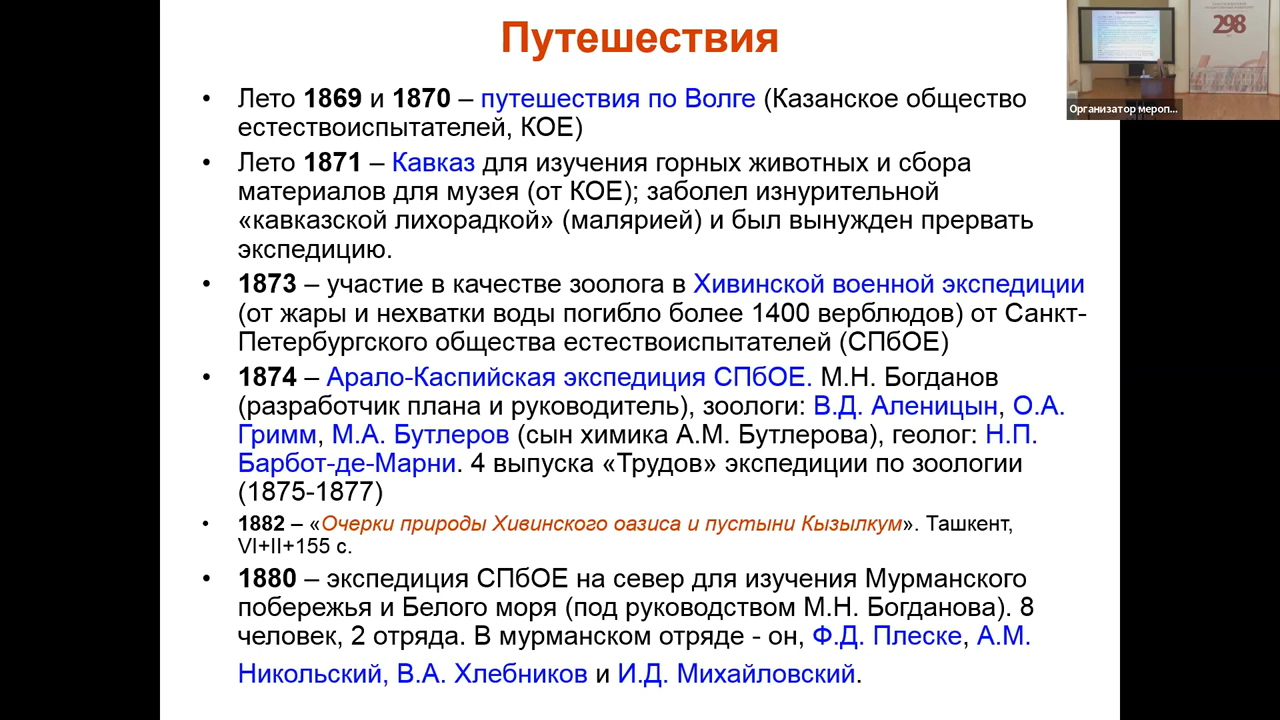 Путешествия
• Лето 1869 и 1870 – путешествия по Волге (Казанское общество
естествоиспытателей, КОЕ)
• Лето 1871 – Кавказ для изучения горных животных и сбора
материалов для музея (от КОЕ); заболел изнурительной
«кавказской лихорадкой» (малярией) и был вынужден прервать
экспедицию.
• 1873 – участие в качестве зоолога в Хивинской военной экспедиции
(от жары и нехватки воды погибло более 1400 верблюдов) от Санкт-
Петербургского общества естествоиспытателей (СПбОЕ)
• 1874 – Арало-Каспийская экспедиция СПбОЕ. М.Н. Богданов
(разработчик плана и руководитель), зоологи: В.Д. Аленицын, О.А.
Гримм, М.А. Бутлеров (сын химика А.М. Бутлерова), геолог: Н.П.
Барбот-де-Марни. 4 выпуска «Трудов» экспедиции по зоологии
(1875-1877)
• 1882 – «Очерки природы Хивинского оазиса и пустыни Кызылкум». Ташкент,
VI+II+155 с.
• 1880 – экспедиция СПбОЕ на север для изучения Мурманского
побережья и Белого моря (под руководством М.Н. Богданова). 8
человек, 2 отряда. В мурманском отряде - он, Ф.Д. Плеске, А.М.
Никольский, В.А. Хлебников и И.Д. Михайловский.
298
Организатор мероп...